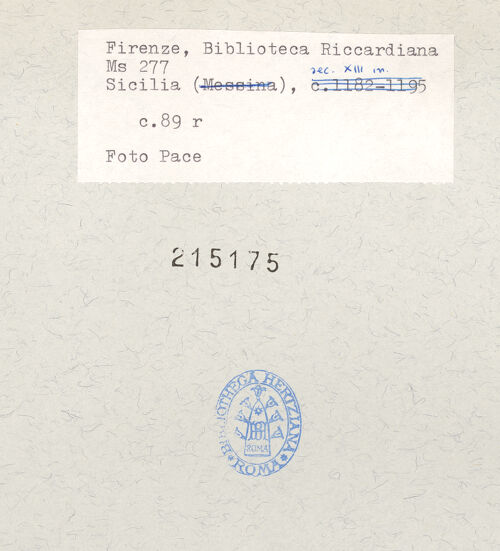 Firenze, Biblioteca Riccardiana
Ms 277
sec. XIII in.
Sicilia (Messina), c.1182-1195
c.89 r
Foto Pace
215175
BIBLIOTHECA HERTZIANA
ROMA
ROMA